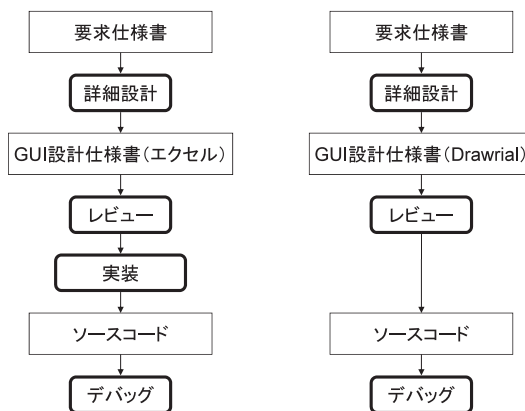 要求仕様書
詳細設計
GUI設計仕様書(エクセル)
レビュー
実装
ソースコード
デバッグ
要求仕様書
詳細設計
GUI設計仕様書(Drawrial)
レビュー
ソースコード
デバッグ